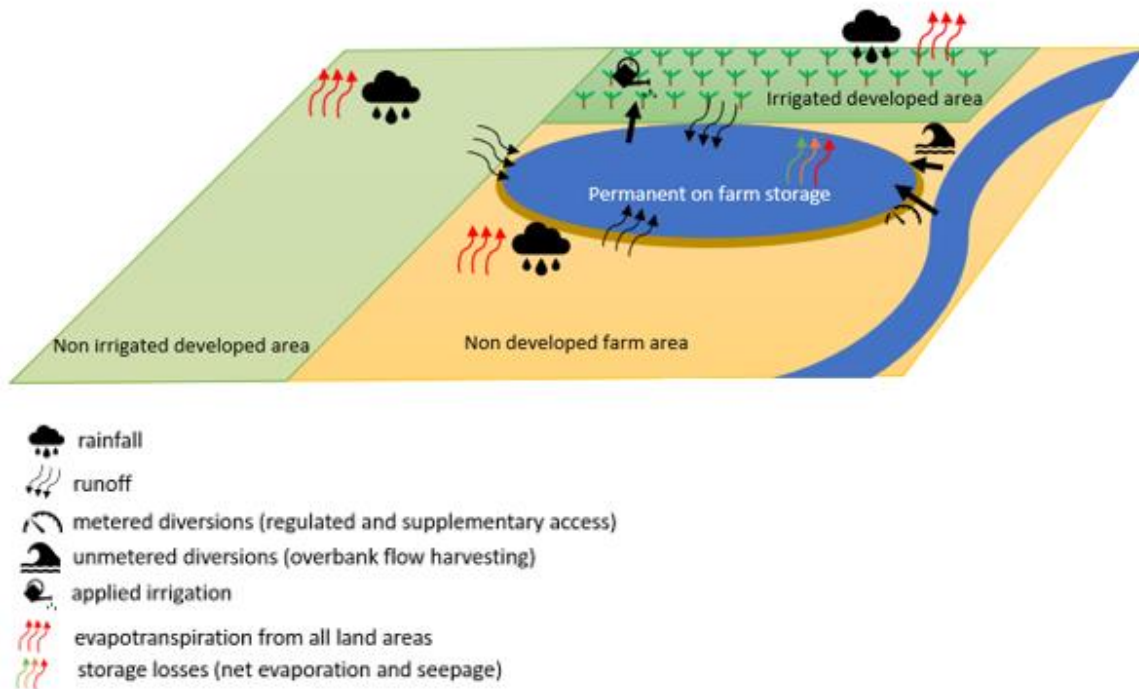 Irrigated developed area
Permanent on farm storage
Non irrigated developed area
Non developed farm area
rainfall
runoff
metered diversions (regulated and supplementary access)
unmetered diversions (overbank flow harvesting)
applied irrigation
evapotranspiration from all land areas
storage losses (net evaporation and seepage)